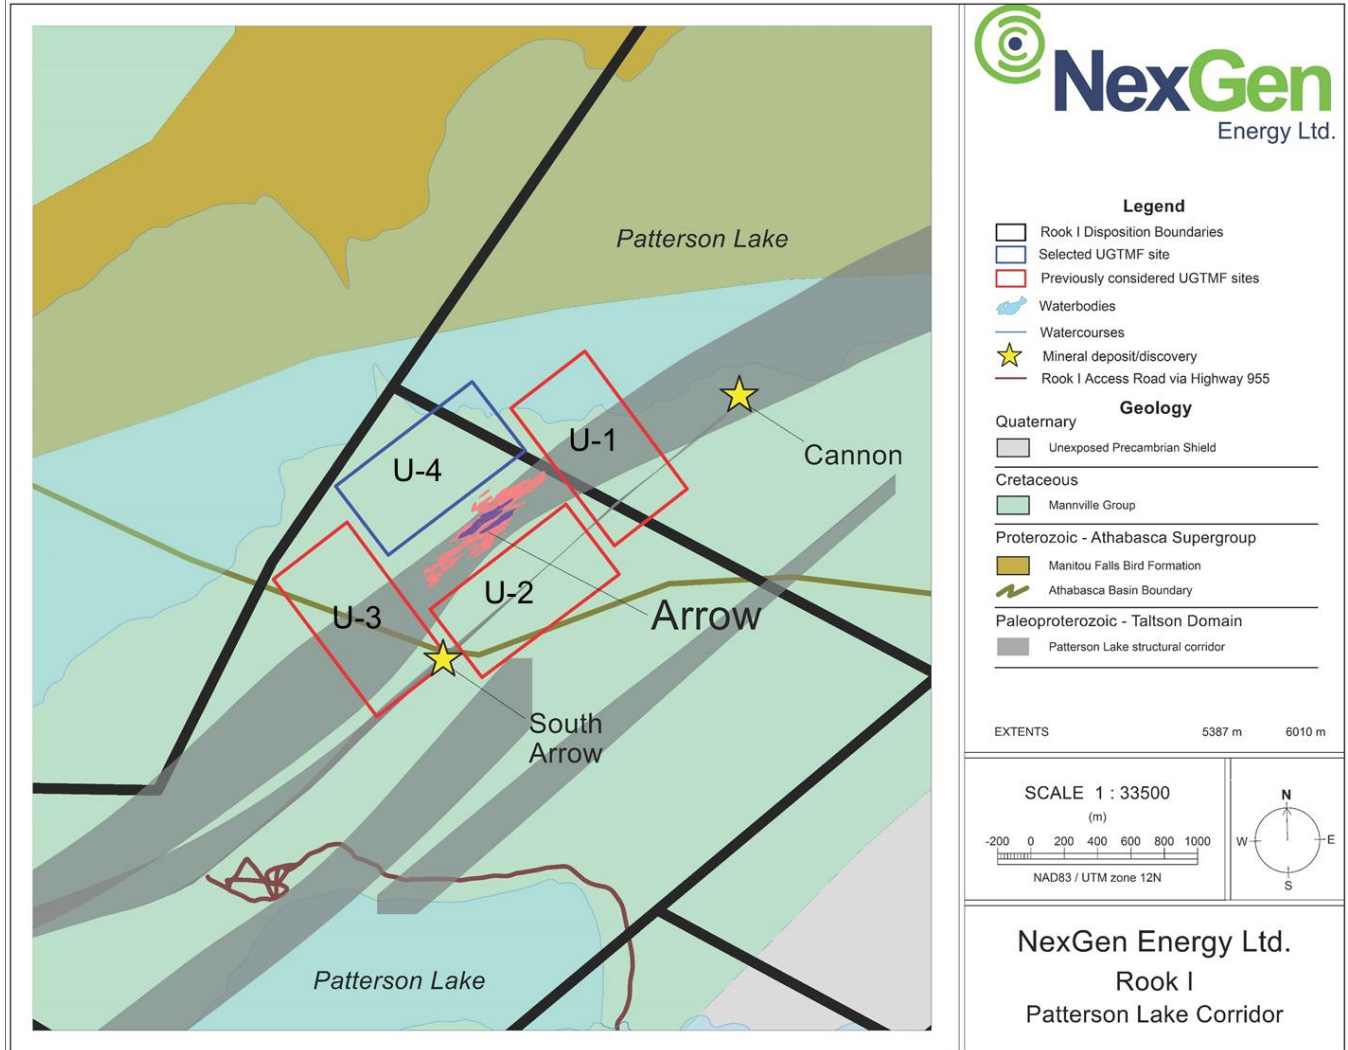 Patterson Lake
U-1
U-4
Cannon
U-2
U-3
Arrow
South
Arrow
Patterson Lake
NexGen
Energy Ltd.
Legend
Rook I Disposition Boundaries
Selected UGTMF site
Previously considered UGTMF sites
Waterbodies
Watercourses
Mineral deposit/discovery
Rook I Access Road via Highway 955
Geology
Quaternary
Unexposed Precambrian Shield
Cretaceous
Mannville Group
Proterozoic - Athabasca Supergroup
Manitou Falls Bird Formation
Athabasca Basin Boundary
Paleoproterozoic - Taltson Domain
Patterson Lake structural corridor
EXTENTS 5387 m 6010 m
SCALE 1 : 33500
(m)
-200 0 200 400 600 800 1000
NAD83 / UTM zone 12N
N
W E
S
NexGen Energy Ltd.
Rook I
Patterson Lake Corridor